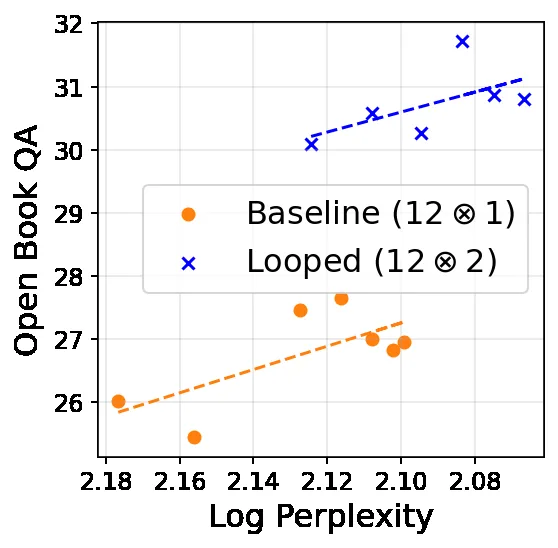 32
31
30
29
28
27
26
Open Book QA
Baseline (12 ⊗ 1)
Looped (12 ⊗ 2)
2.18 2.16 2.14 2.12 2.10 2.08
Log Perplexity